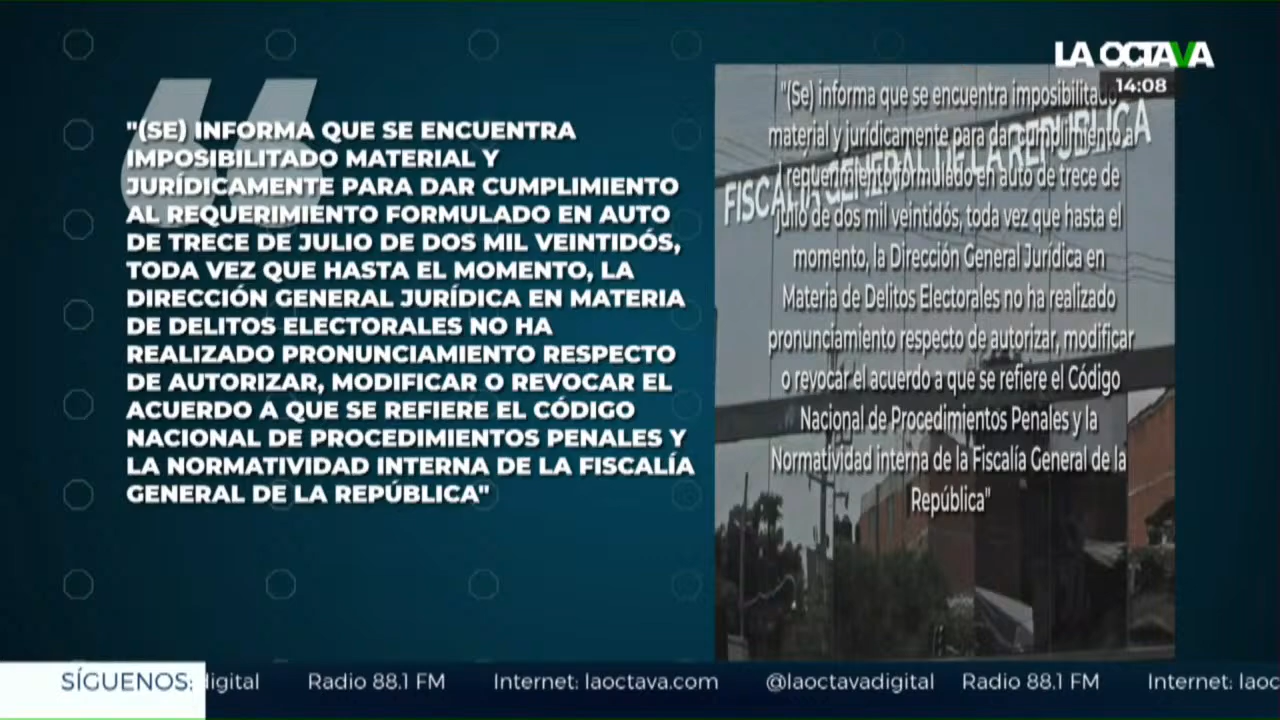 LA OCTAVA
14:08
"(SE) INFORMA QUE SE ENCUENTRA
IMPOSIBILITADO MATERIAL Y
JURÍDICAMENTE PARA DAR CUMPLIMIENTO
AL REQUERIMIENTO FORMULADO EN AUTO
DE TRECE DE JULIO DE DOS MIL VEINTIDÓS,
TODA VEZ QUE HASTA EL MOMENTO, LA
DIRECCIÓN GENERAL JURÍDICA EN MATERIA
DE DELITOS ELECTORALES NO HA
REALIZADO PRONUNCIAMIENTO RESPECTO
DE AUTORIZAR, MODIFICAR O REVOCAR EL
ACUERDO A QUE SE REFIERE EL CÓDIGO
NACIONAL DE PROCEDIMIENTOS PENALES Y
LA NORMATIVIDAD INTERNA DE LA FISCALÍA
GENERAL DE LA REPÚBLICA"
"(Se) informa que se encuentra imposibilitado
material y jurídicamente para dar cumplimiento a
requerimiento formulado en auto de trece de
julio de dos mil veintidós, toda vez que hasta el
momento, la Dirección General Jurídica en
Materia de Delitos Electorales no ha realizado
pronunciamiento respecto de autorizar, modificar
o revocar el acuerdo a que se refiere el Código
Nacional de Procedimientos Penales y la
Normatividad interna de la Fiscalía General de la
República"
FISCALÍA GENERAL DE LA REPÚBLICA
SÍGUENOS: digital Radio 88.1 FM Internet: laoctava.com @laoctavadigital Radio 88.1 FM Internet: laoc